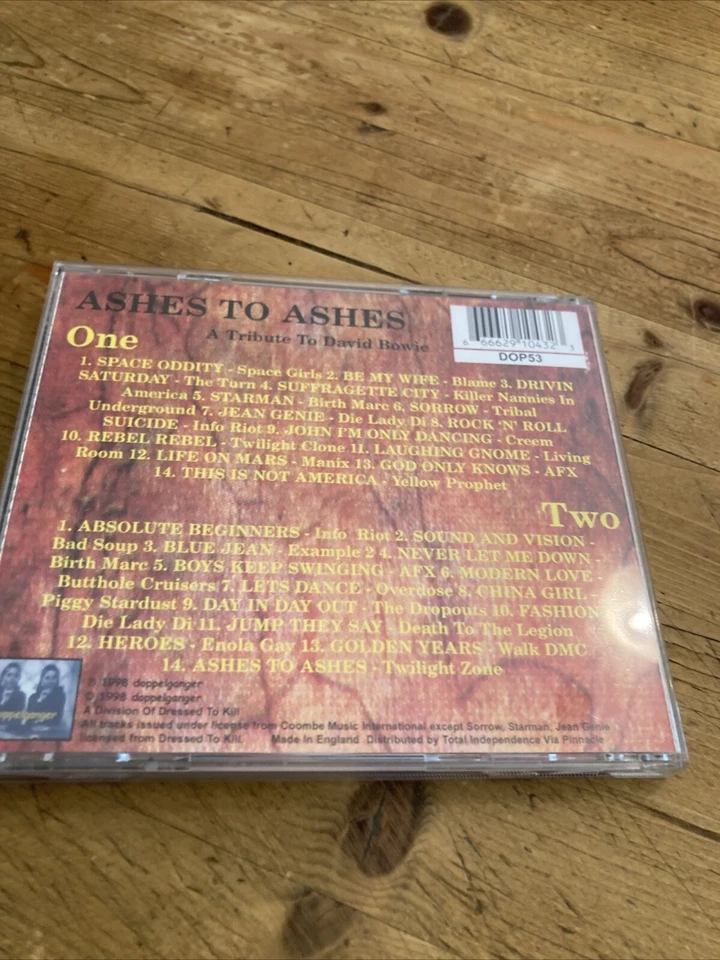 ASHES TO ASHES
A Tribute To David Bowie
6 66629 10432 3
DOP53
One
1. SPACE ODDITY - Space Girls 2. BE MY WIFE - Blame 3. DRIVIN
SATURDAY - The Turn 4. SUFFRAGETTE CITY - Killer Nannies In
America 5. STARMAN - Birth Marc 6. SORROW - Tribal
Underground 7. JEAN GENIE - Die Lady Di 8. ROCK 'N' ROLL
SUICIDE - Info Riot 9. JOHN I'M ONLY DANCING - Creem
10. REBEL REBEL - Twilight Clone 11. LAUGHING GNOME - Living
Room 12. LIFE ON MARS - Manix 13. GOD ONLY KNOWS - AFX
14. THIS IS NOT AMERICA - Yellow Prophet
Two
1. ABSOLUTE BEGINNERS - Info Riot 2. SOUND AND VISION -
Bad Soup 3. BLUE JEAN - Example 2 4. NEVER LET ME DOWN -
Birth Marc 5. BOYS KEEP SWINGING - AFX 6. MODERN LOVE -
Butthole Cruisers 7. LETS DANCE - Overdose 8. CHINA GIRL -
Piggy Stardust 9. DAY IN DAY OUT - The Dropouts 10. FASHION
Die Lady Di 11. JUMP THEY SAY - Death To The Legion
12. HEROES - Enola Gay 13. GOLDEN YEARS - Walk DMC
14. ASHES TO ASHES - Twilight Zone
doppelganger
℗ 1998 doppelganger
© 1998 doppelganger
A Division Of Dressed To Kill
All tracks issued under license from Coombe Music International except Sorrow, Starman, Jean Genie
licensed from Dressed To Kill. Made In England Distributed by Total Independence Via Pinnacle